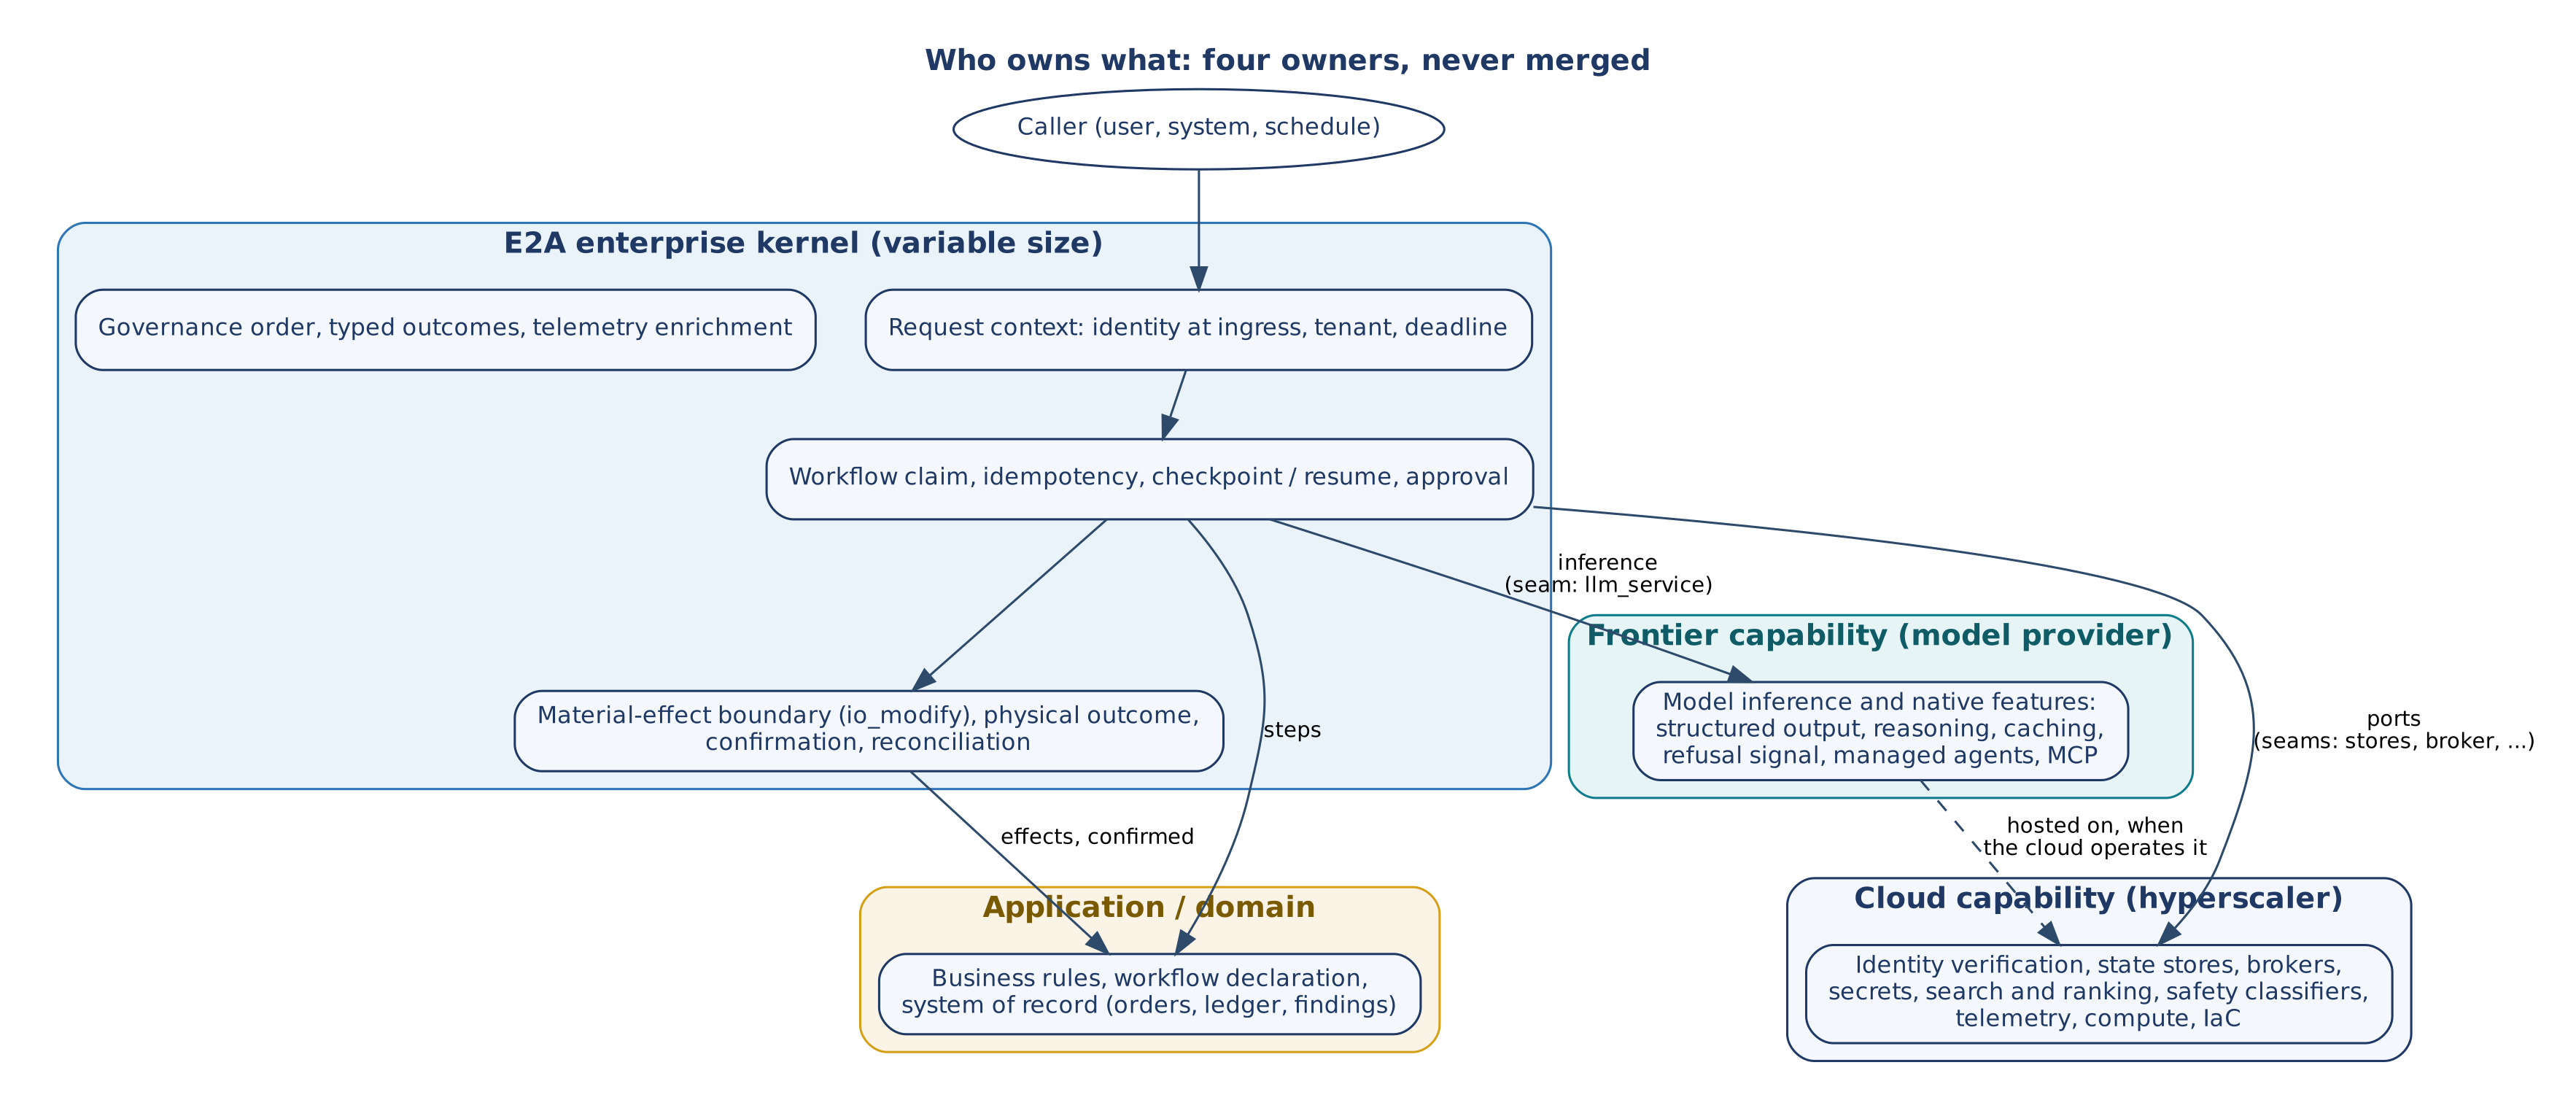 Who owns what: four owners, never merged
Caller (user, system, schedule)
E2A enterprise kernel (variable size)
Governance order, typed outcomes, telemetry enrichment
Request context: identity at ingress, tenant, deadline
Workflow claim, idempotency, checkpoint / resume, approval
inference
(seam: llm_service)
Frontier capability (model provider)
Model inference and native features:
structured output, reasoning, caching,
refusal signal, managed agents, MCP
Material-effect boundary (io_modify), physical outcome,
confirmation, reconciliation
steps
ports
(seams: stores, broker, ...)
effects, confirmed
hosted on, when
the cloud operates it
Application / domain
Business rules, workflow declaration,
system of record (orders, ledger, findings)
Cloud capability (hyperscaler)
Identity verification, state stores, brokers,
secrets, search and ranking, safety classifiers,
telemetry, compute, IaC